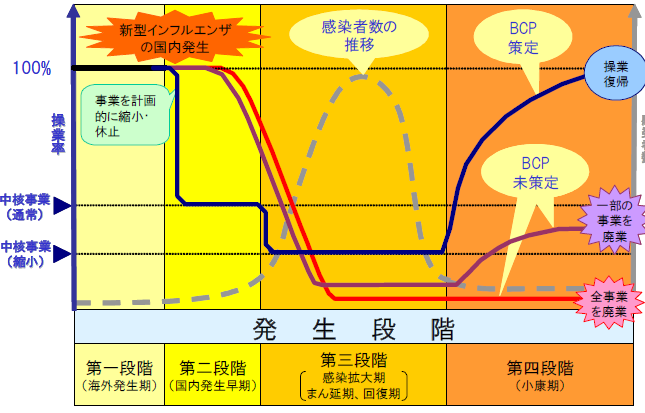 新型インフルエンザ
の国内発生
感染者数の
推移
BCP
策定
100%
操業
復帰
事業を計画
的に縮小・
休止
操業率
BCP
未策定
中核事業
（通常）
一部の
事業を
廃業
中核事業
（縮小）
全事業
を廃業
発生段階
第一段階
（海外発生期）
第二段階
（国内発生早期）
第三段階
感染拡大期
まん延期、回復期
第四段階
（小康期）